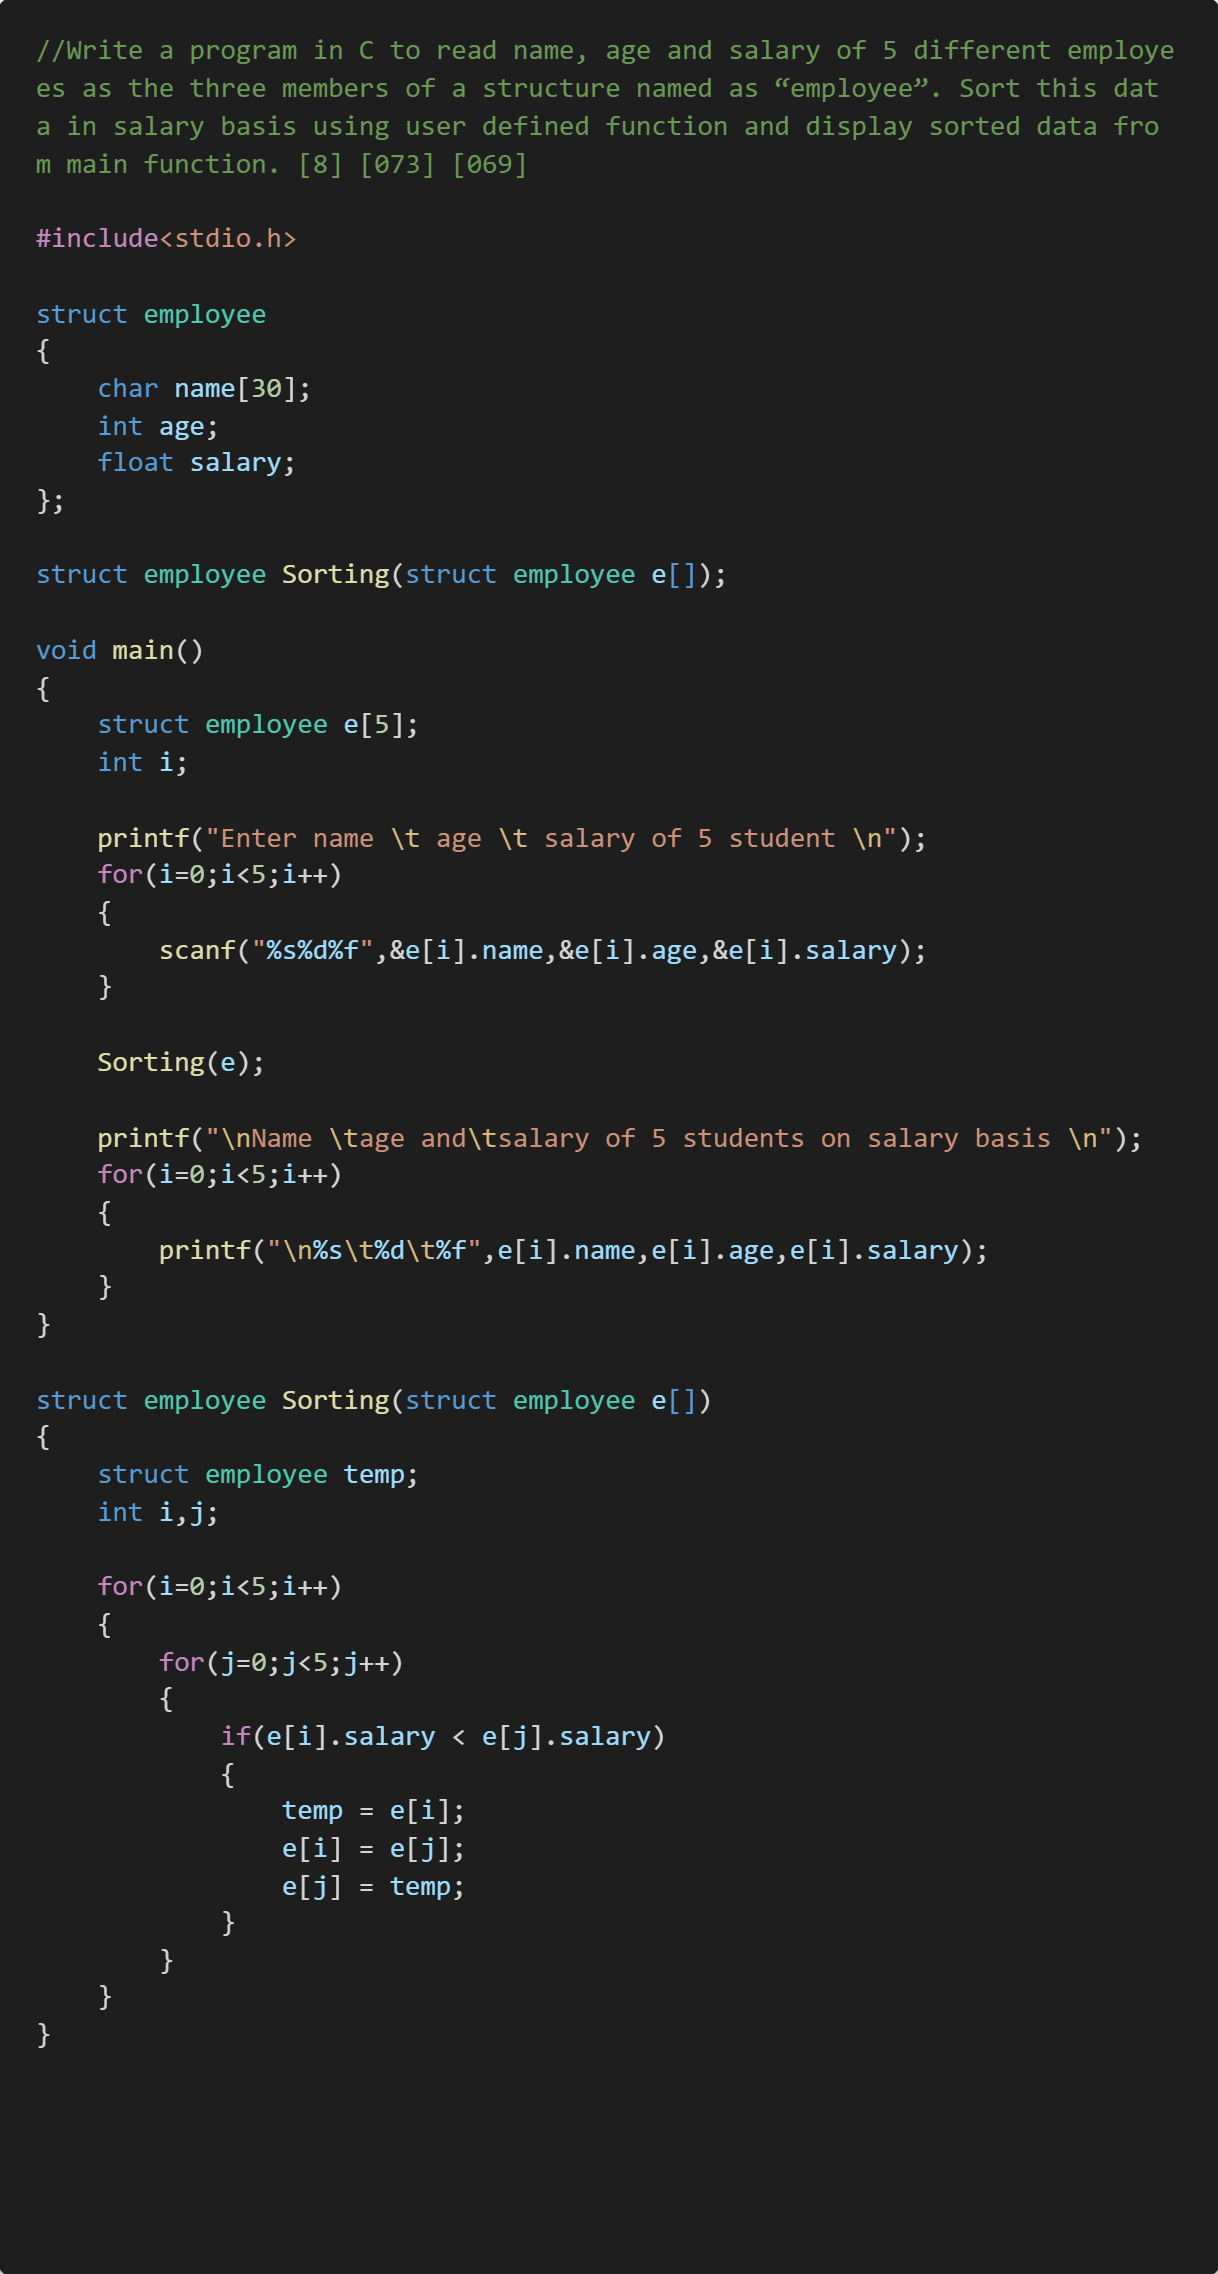 //Write a program in C to read name, age and salary of 5 different employe
es as the three members of a structure named as “employee”. Sort this dat
a in salary basis using user defined function and display sorted data fro
m main function. [8] [073] [069]
#include<stdio.h>
struct employee
{
    char name[30];
    int age;
    float salary;
};
struct employee Sorting(struct employee e[]);
void main()
{
    struct employee e[5];
    int i;
    printf("Enter name \t age \t salary of 5 student \n");
    for(i=0;i<5;i++)
    {
        scanf("%s%d%f",&e[i].name,&e[i].age,&e[i].salary);
    }
    Sorting(e);
    printf("\nName \tage and\tsalary of 5 students on salary basis \n");
    for(i=0;i<5;i++)
    {
        printf("\n%s\t%d\t%f",e[i].name,e[i].age,e[i].salary);
    }
}
struct employee Sorting(struct employee e[])
{
    struct employee temp;
    int i,j;
    for(i=0;i<5;i++)
    {
        for(j=0;j<5;j++)
        {
            if(e[i].salary < e[j].salary)
            {
                temp = e[i];
                e[i] = e[j];
                e[j] = temp;
            }
        }
    }
}